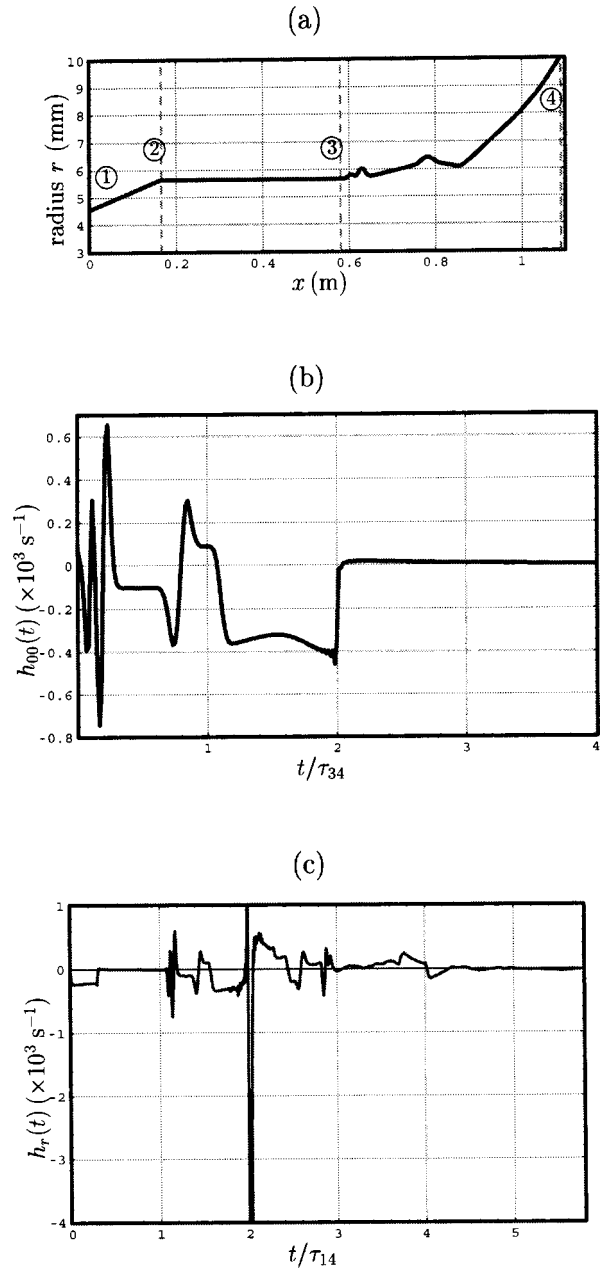 (a)
10
9
8
7
6
5
4
3
radius r (mm)
① ② ③ ④
0 0.2 0.4 0.6 0.8 1
x (m)
(b)
0.6
0.4
0.2
0
-0.2
-0.4
-0.6
-0.8
h₀₀(t) (×10³ s⁻¹)
1 2 3 4
t/τ₃₄
(c)
1
0
-1
-2
-3
-4
hᵣ(t) (×10³ s⁻¹)
0 1 2 3 4 5
t/τ₁₄